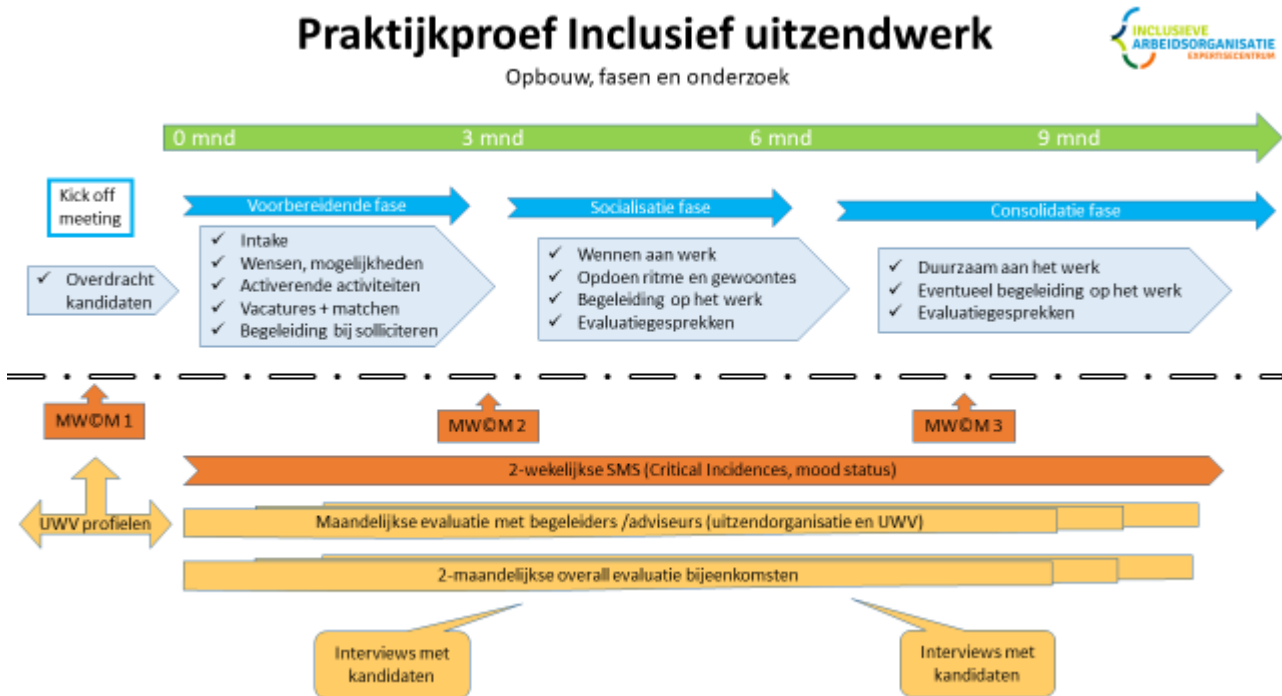 Praktijkproef Inclusief uitzendwerk
Opbouw, fasen en onderzoek
INCLUSIEVE
ARBEIDSORGANISATIE
EXPERTISECENTRUM
0 mnd
3 mnd
6 mnd
9 mnd
Kick off
meeting
✓ Overdracht
kandidaten
Voorbereidende fase
✓ Intake
✓ Wensen, mogelijkheden
✓ Activerende activiteiten
✓ Vacatures + matchen
✓ Begeleiding bij solliciteren
Socialisatie fase
✓ Wennen aan werk
✓ Opdoen ritme en gewoontes
✓ Begeleiding op het werk
✓ Evaluatiegesprekken
Consolidatie fase
✓ Duurzaam aan het werk
✓ Eventueel begeleiding op het werk
✓ Evaluatiegesprekken
MW©M 1
MW©M 2
MW©M 3
2-wekelijkse SMS (Critical Incidences, mood status)
UWV profielen
Maandelijkse evaluatie met begeleiders /adviseurs (uitzendorganisatie en UWV)
2-maandelijkse overall evaluatie bijeenkomsten
Interviews met
kandidaten
Interviews met
kandidaten